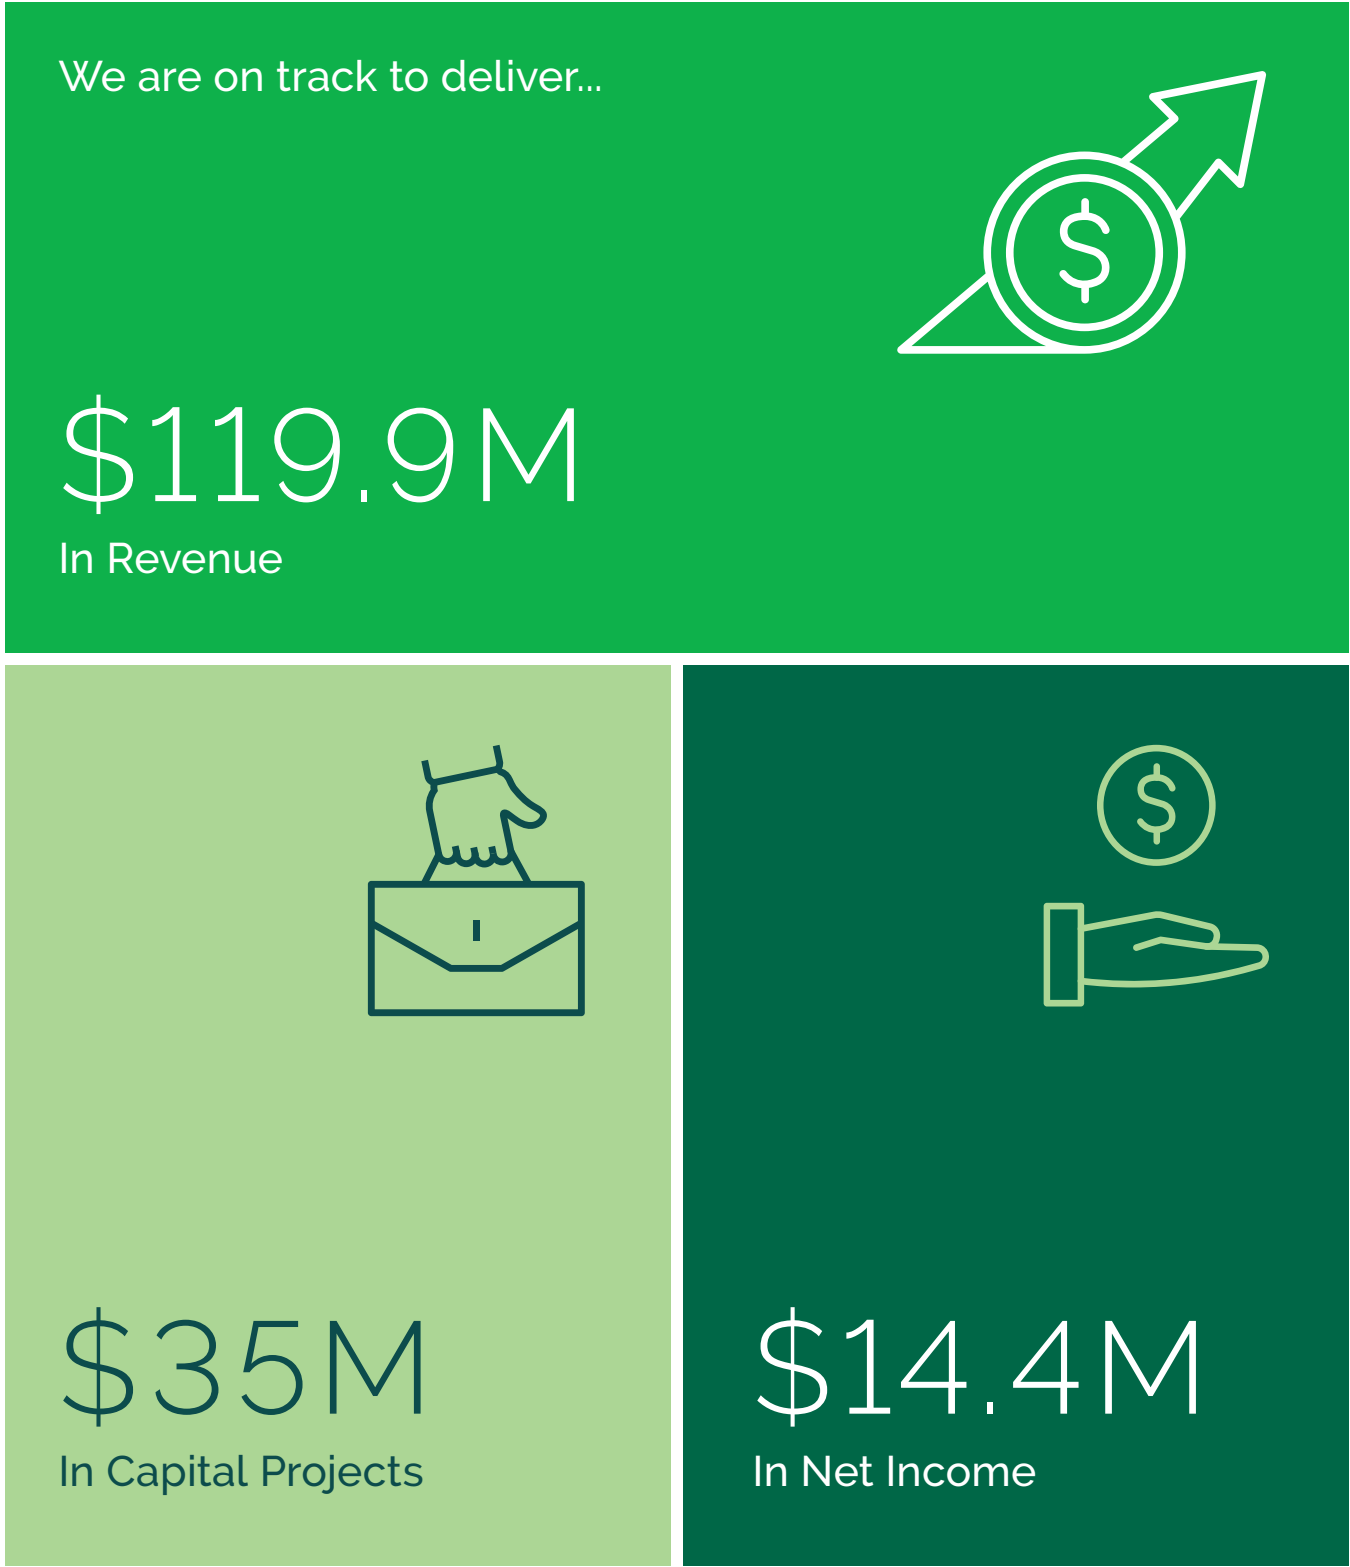 We are on track to deliver...
$119.9M
In Revenue
$35M
In Capital Projects
$14.4M
In Net Income